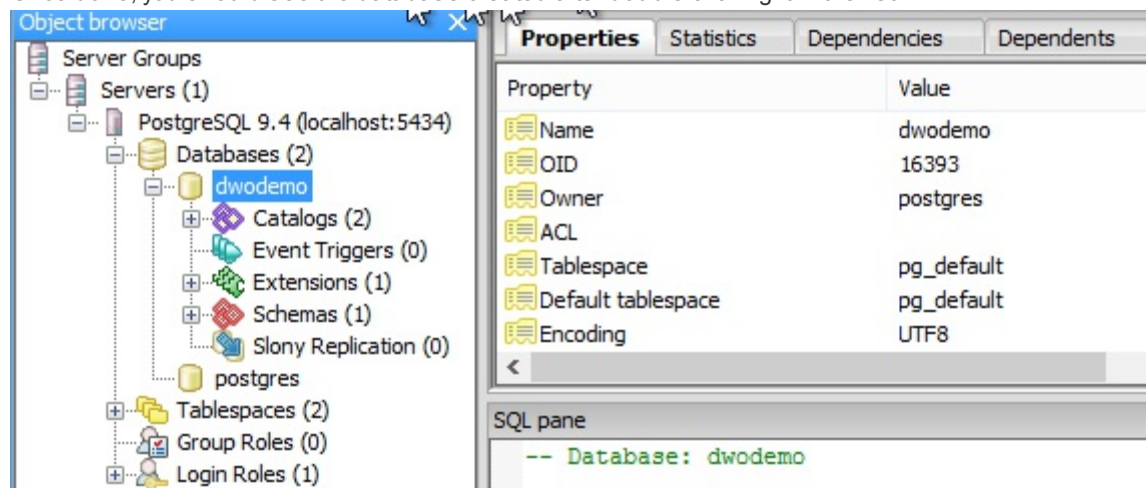 Object browser
Server Groups
Servers (1)
PostgreSQL 9.4 (localhost:5434)
Databases (2)
dwodemo
Catalogs (2)
Event Triggers (0)
Extensions (1)
Schemas (1)
Slony Replication (0)
postgres
Tablespaces (2)
Group Roles (0)
Login Roles (1)
Properties Statistics Dependencies Dependents
Property Value
Name dwodemo
OID 16393
Owner postgres
ACL
Tablespace pg_default
Default tablespace pg_default
Encoding UTF8
SQL pane
-- Database: dwodemo